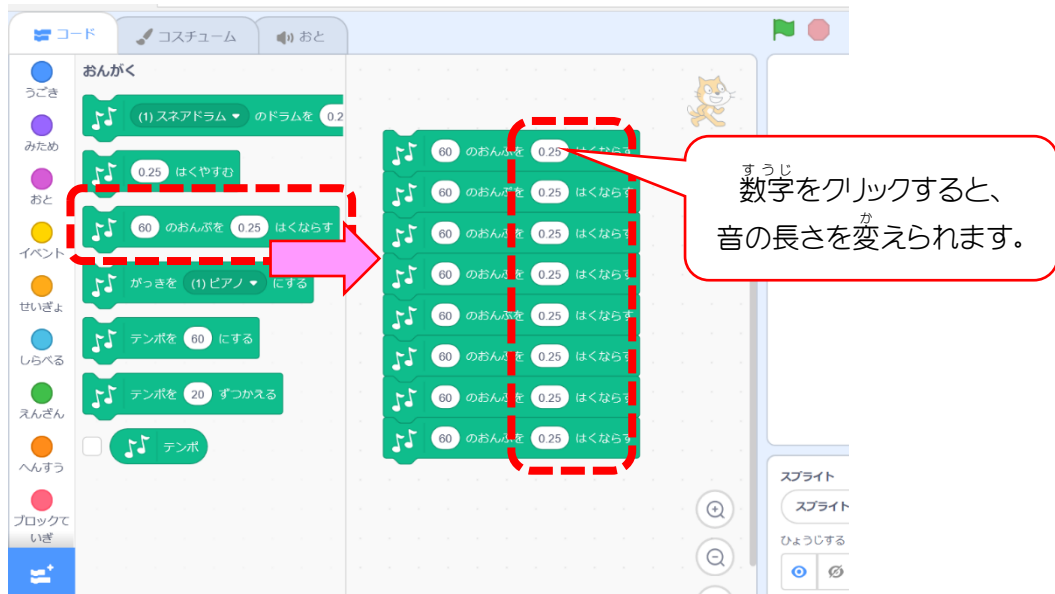 コード
コスチューム
おと
うごき
みため
おと
イベント
せいぎょ
しらべる
えんざん
へんすう
ブロックて
いぎ
おんがく
(1) スネアドラム のドラムを 0.2
0.25 はくやすむ
60 のおんぷを 0.25 はくならす
がっきを (1) ピアノ にする
テンポを 60 にする
テンポを 20 ずつかえる
テンポ
60 のおんぷを 0.25 はくならす
60 のおんぷを 0.25 はくならす
60 のおんぷを 0.25 はくならす
60 のおんぷを 0.25 はくならす
60 のおんぷを 0.25 はくならす
60 のおんぷを 0.25 はくならす
60 のおんぷを 0.25 はくならす
60 のおんぷを 0.25 はくならす
すうじ
数字をクリックすると、
か
音の長さを変えられます。
スプライト
スプライト
ひょうじする